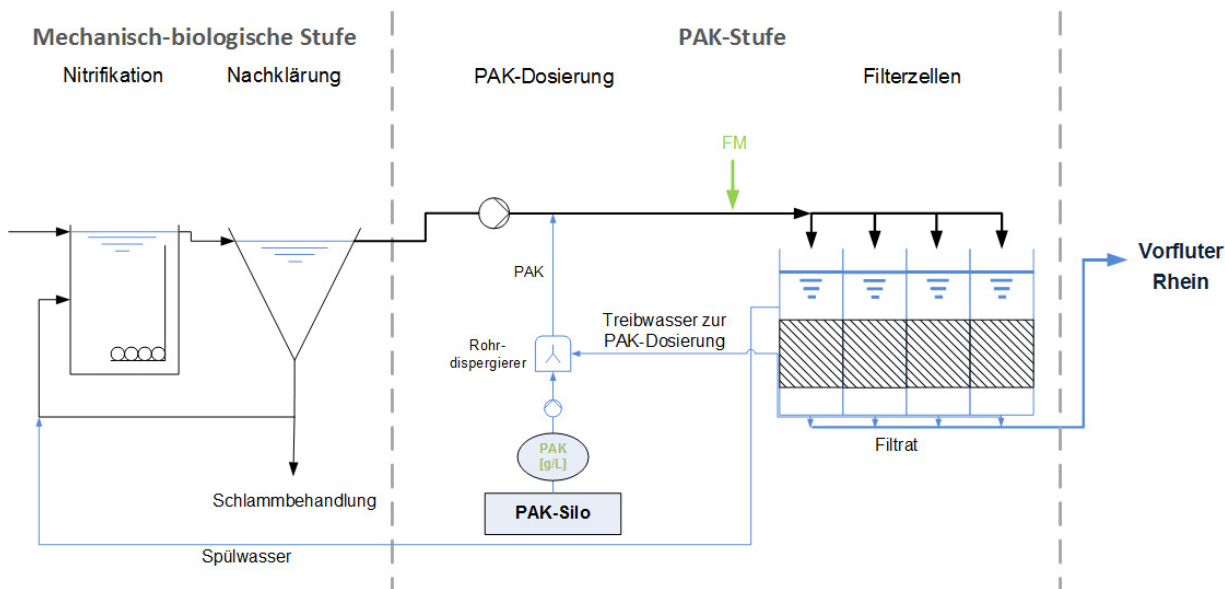 Mechanisch-biologische Stufe
PAK-Stufe
Nitrifikation
Nachklärung
PAK-Dosierung
Filterzellen
FM
PAK
Vorfluter
Rhein
Treibwasser zur
PAK-Dosierung
Rohr-
dispergierer
PAK
[g/L]
Filtrat
Schlammbehandlung
PAK-Silo
Spülwasser